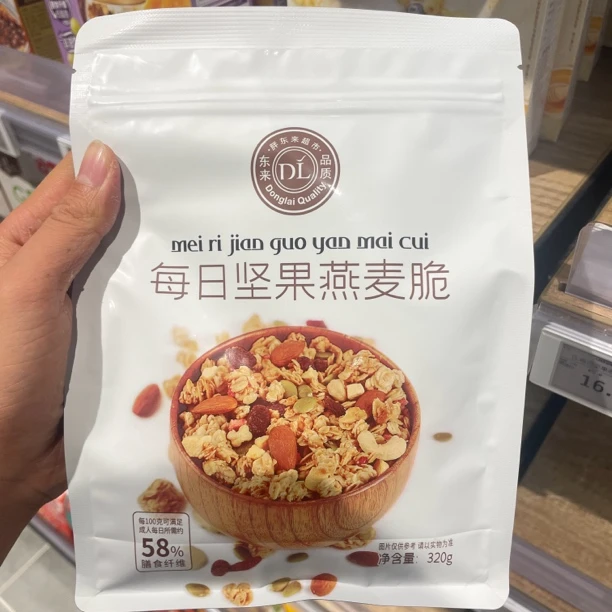 ·胖东来超市·
东来 DL 品质
Donglai Quality
mei ri jian guo yan mai cui
每日坚果燕麦脆
每100克可满足
成人每日所需约
58%
膳食纤维
图片仅供参考 请以实物为准
净含量: 320g
16.